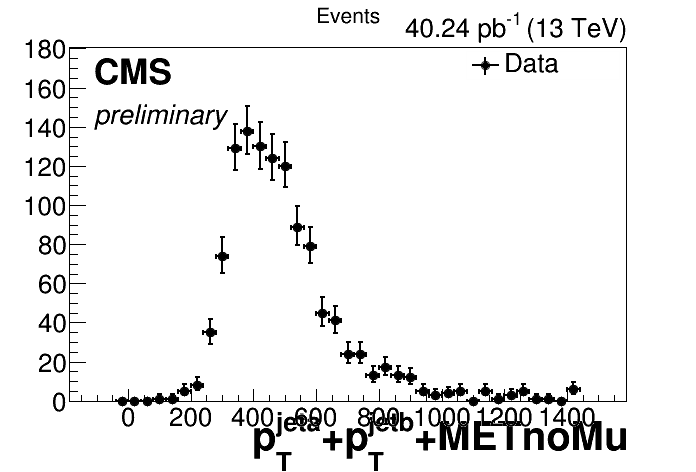 Events
40.24 pb-1 (13 TeV)
CMS
preliminary
Data
180
160
140
120
100
80
60
40
20
0
0 200 400 600 800 1000 1200 1400
pTjeta+pTjetb+METnoMu